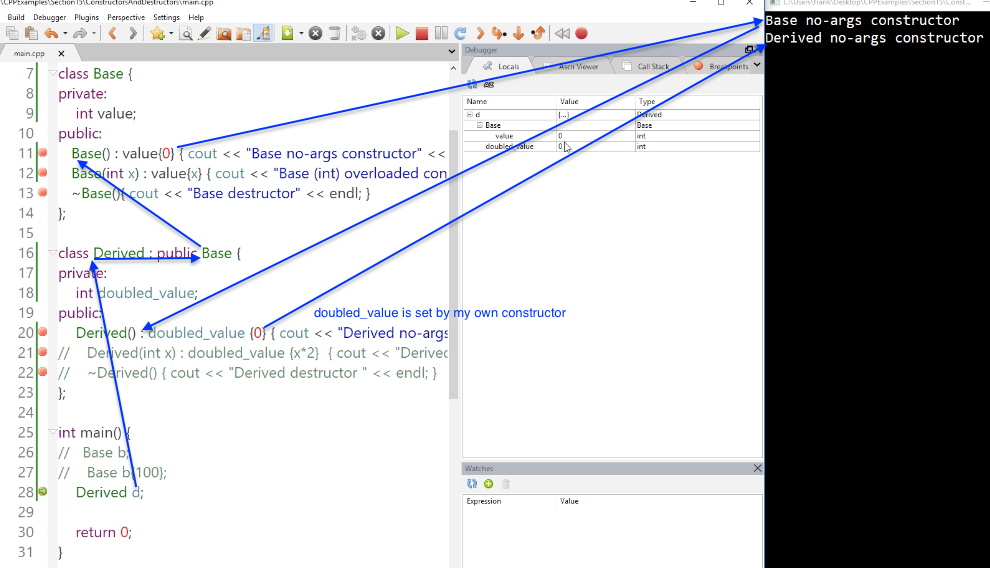 \CPPExamples\Section15\ConstructorsAndDestructors\main.cpp
C:\Users\frank\Desktop\CPPExamples\Section15\Const...
Build Debugger Plugins Perspective Settings Help
main.cpp
Debugger
Locals Ascii Viewer Call Stack Breakpoints
Name Value Type
d {...} Derived
Base Base
value 0 int
doubled_value 0 int
Watches
Expression Value
7 class Base {
8 private:
9 int value;
10 public:
11 Base() : value{0} { cout << "Base no-args constructor" <<
12 Base(int x) : value{x} { cout << "Base (int) overloaded con
13 ~Base(){ cout << "Base destructor" << endl; }
14 };
15
16 class Derived : public Base {
17 private:
18 int doubled_value;
19 public:
doubled_value is set by my own constructor
20 Derived() : doubled_value {0} { cout << "Derived no-args
21 // Derived(int x) : doubled_value {x*2} { cout << "Derived
22 // ~Derived() { cout << "Derived destructor " << endl; }
23 };
24
25 int main() {
26 // Base b;
27 // Base b{100};
28 Derived d;
29
30 return 0;
31 }
Base no-args constructor
Derived no-args constructor